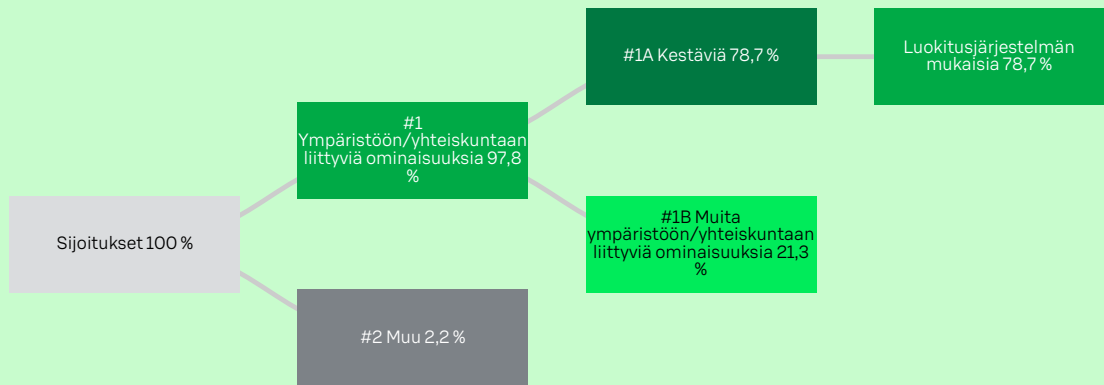 Sijoitukset 100 %
#1
Ympäristöön/yhteiskuntaan
liittyviä ominaisuuksia 97,8
%
#2 Muu 2,2 %
#1A Kestäviä 78,7 %
#1B Muita
ympäristöön/yhteiskuntaan
liittyviä ominaisuuksia 21,3
%
Luokitusjärjestelmän
mukaisia 78,7 %